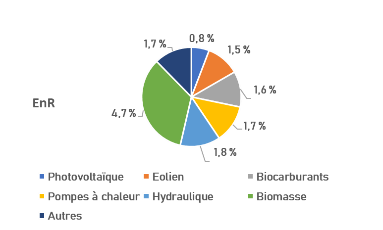 1,7 % 0,8 %
1,5 %
1,6 %
EnR
4,7 %
1,7 %
1,8 %
Photovoltaïque Eolien Biocarburants
Pompes à chaleur Hydraulique Biomasse
Autres